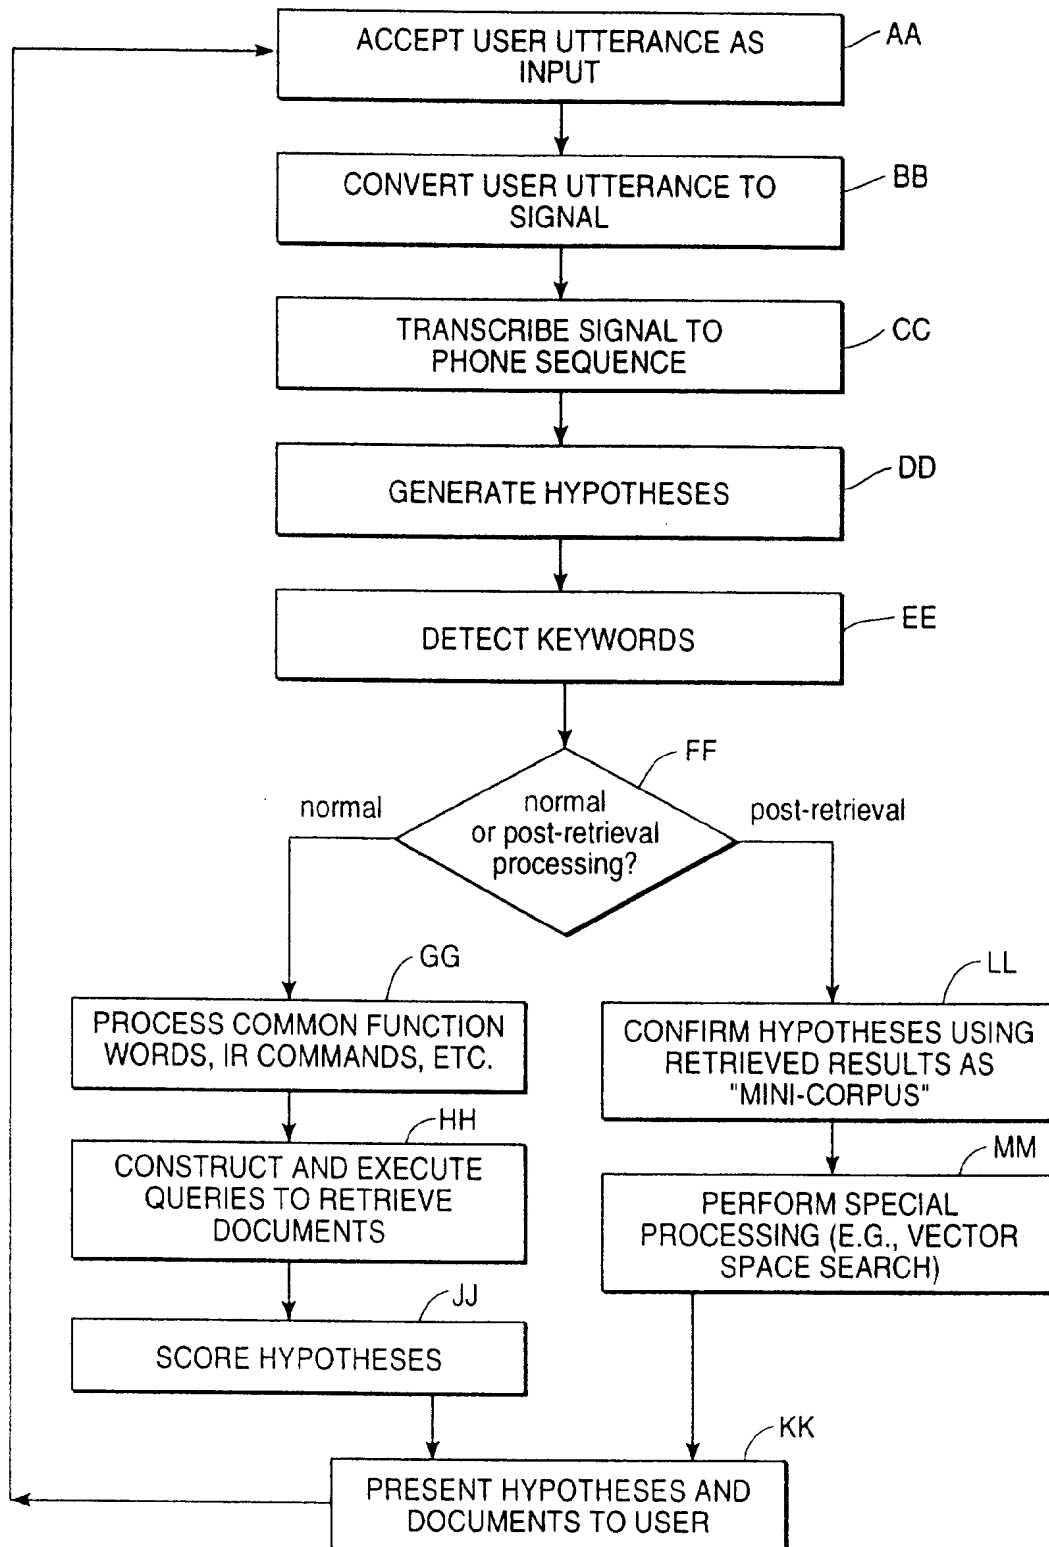 ACCEPT USER UTTERANCE AS
INPUT
AA
CONVERT USER UTTERANCE TO
SIGNAL
BB
TRANSCRIBE SIGNAL TO
PHONE SEQUENCE
CC
GENERATE HYPOTHESES
DD
DETECT KEYWORDS
EE
FF
normal
normal
or post-retrieval
processing?
post-retrieval
GG
PROCESS COMMON FUNCTION
WORDS, IR COMMANDS, ETC.
HH
CONSTRUCT AND EXECUTE
QUERIES TO RETRIEVE
DOCUMENTS
JJ
SCORE HYPOTHESES
LL
CONFIRM HYPOTHESES USING
RETRIEVED RESULTS AS
"MINI-CORPUS"
MM
PERFORM SPECIAL
PROCESSING (E.G., VECTOR
SPACE SEARCH)
KK
PRESENT HYPOTHESES AND
DOCUMENTS TO USER